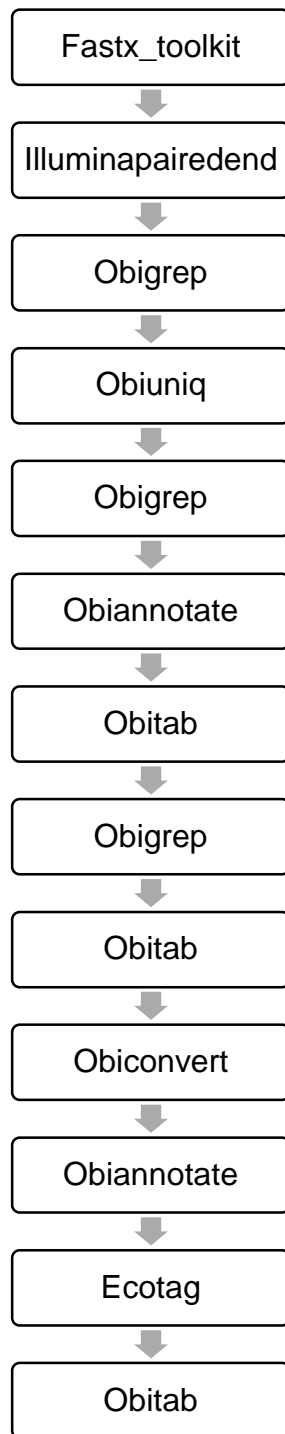 Fastx_toolkit
Illuminapairedend
Obigrep
Obiuniq
Obigrep
Obiannotate
Obitab
Obigrep
Obitab
Obiconvert
Obiannotate
Ecotag
Obitab